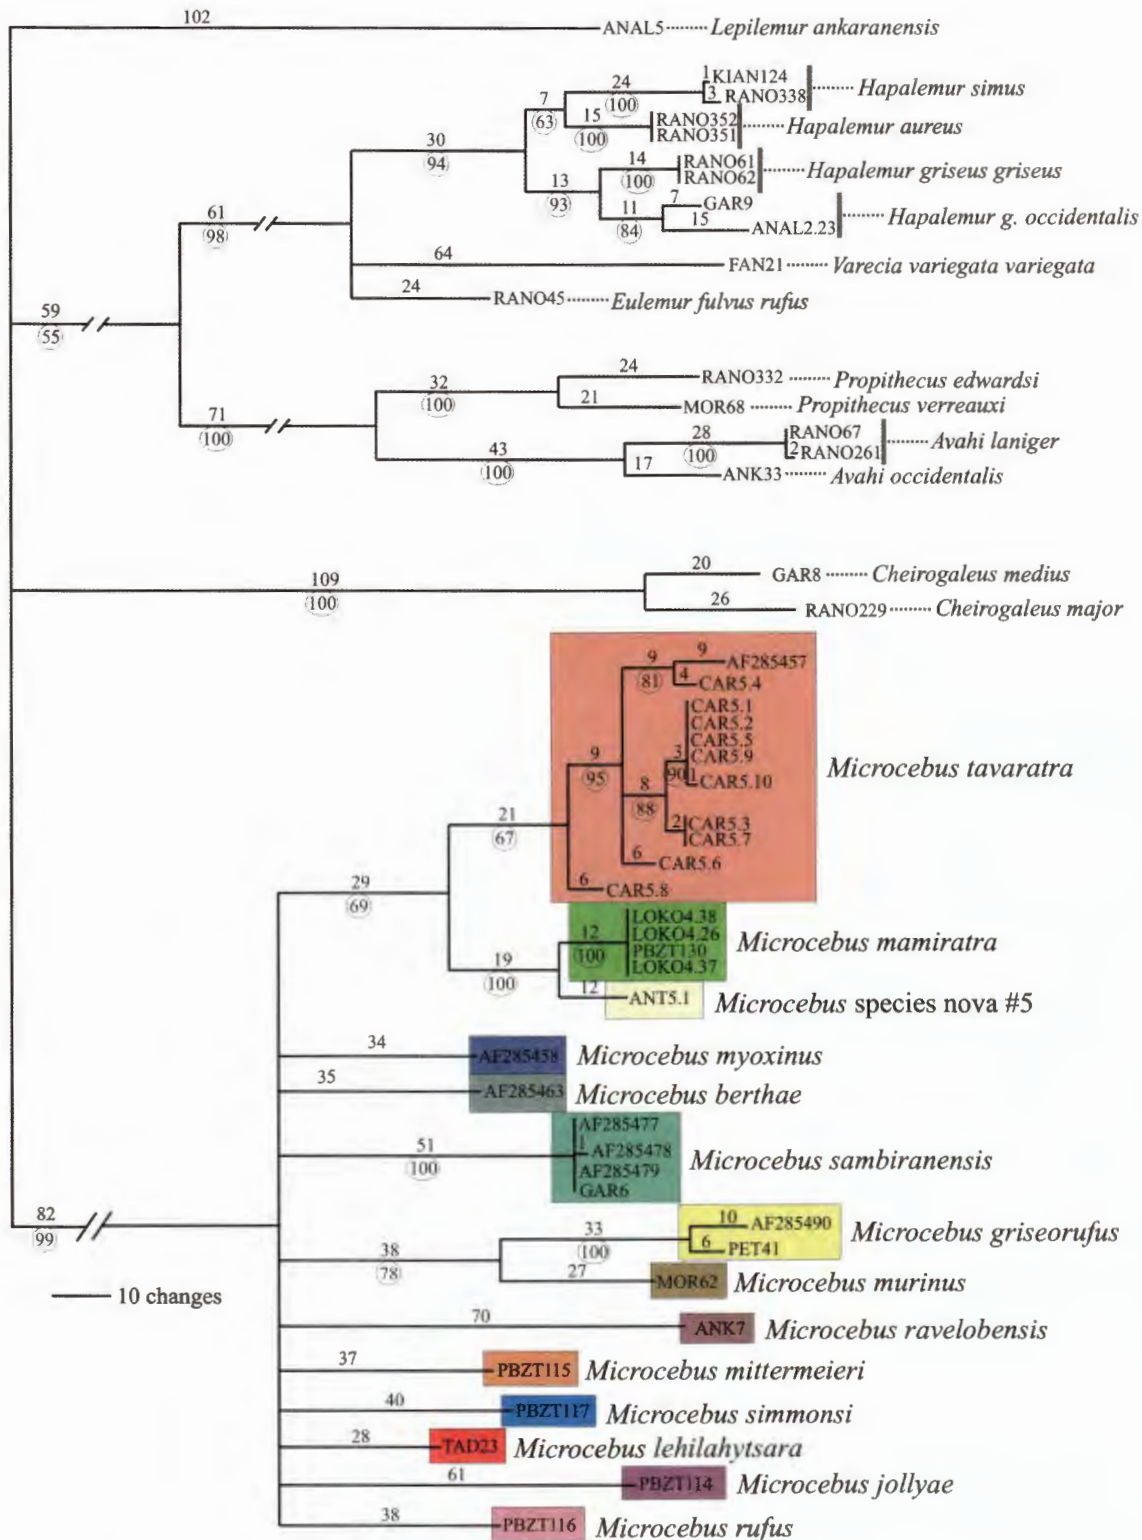 102
ANAL5 Lepilemur ankaranensis
24
100
1 KIAN124
3 RANO338
Hapalemur simus
7
63
15
100
RANO352
RANO351
Hapalemur aureus
30
94
14
100
RANO61
RANO62
Hapalemur griseus griseus
13
93
11
84
7 GAR9
15 ANAL2.23
Hapalemur g. occidentalis
61
98
64
FAN21 Varecia variegata variegata
24
RANO45 Eulemur fulvus rufus
59
55
32
100
24
RANO332 Propithecus edwardsi
21
MOR68 Propithecus verreauxi
71
100
43
100
28
100
RANO67
2 RANO261
Avahi laniger
17
ANK33 Avahi occidentalis
109
100
20
GAR8 Cheirogaleus medius
26
RANO229 Cheirogaleus major
9
81
9
AF285457
4
CAR5.4
CAR5.1
CAR5.2
CAR5.5
CAR5.9
3
90
1
CAR5.10
9
95
8
88
2
CAR5.3
CAR5.7
6
CAR5.6
6
CAR5.8
Microcebus tavaratra
21
67
29
69
12
100
LOKO4.38
LOKO4.26
PBZT130
LOKO4.37
Microcebus mamiratra
19
100
12
ANT5.1
Microcebus species nova #5
34
AF285458 Microcebus myoxinus
35
AF285463 Microcebus berthae
51
100
AF285477
1
AF285478
AF285479
GAR6
Microcebus sambiranensis
82
99
38
78
33
100
10
AF285490
6
PET41
Microcebus griseorufus
27
MOR62 Microcebus murinus
10 changes
70
ANK7 Microcebus ravelobensis
37
PBZT115 Microcebus mittermeieri
40
PBZT117 Microcebus simmonsi
28
TAD23 Microcebus lehilahytsara
61
PBZT114 Microcebus jollyae
38
PBZT116 Microcebus rufus